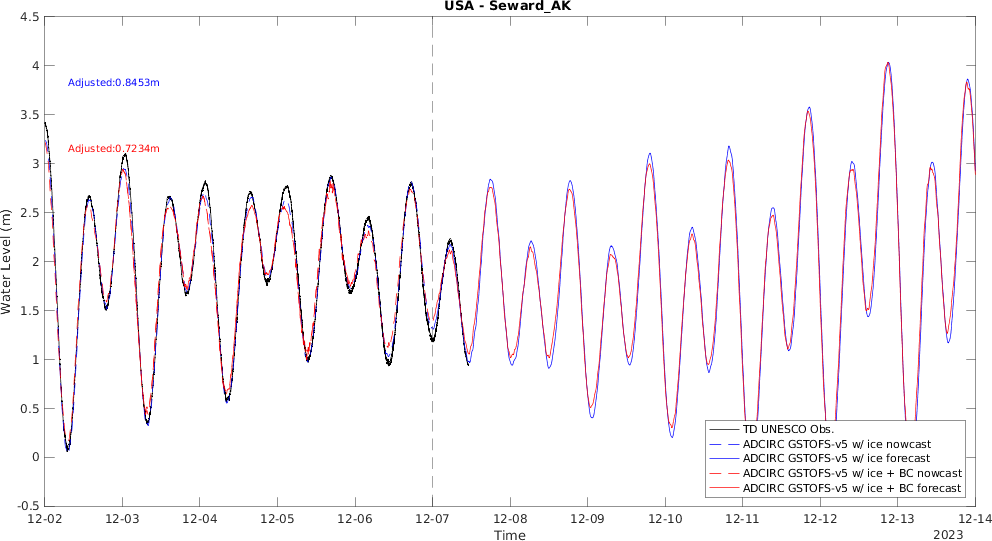 USA - Seward_AK
4.5
4
3.5
3
2.5
2
1.5
1
0.5
0
-0.5
Water Level (m)
Adjusted:0.8453m
Adjusted:0.7234m
TD UNESCO Obs.
ADCIRC GSTOFS-v5 w/ ice nowcast
ADCIRC GSTOFS-v5 w/ ice forecast
ADCIRC GSTOFS-v5 w/ ice + BC nowcast
ADCIRC GSTOFS-v5 w/ ice + BC forecast
12-02 12-03 12-04 12-05 12-06 12-07 12-08 12-09 12-10 12-11 12-12 12-13 12-14
Time
2023